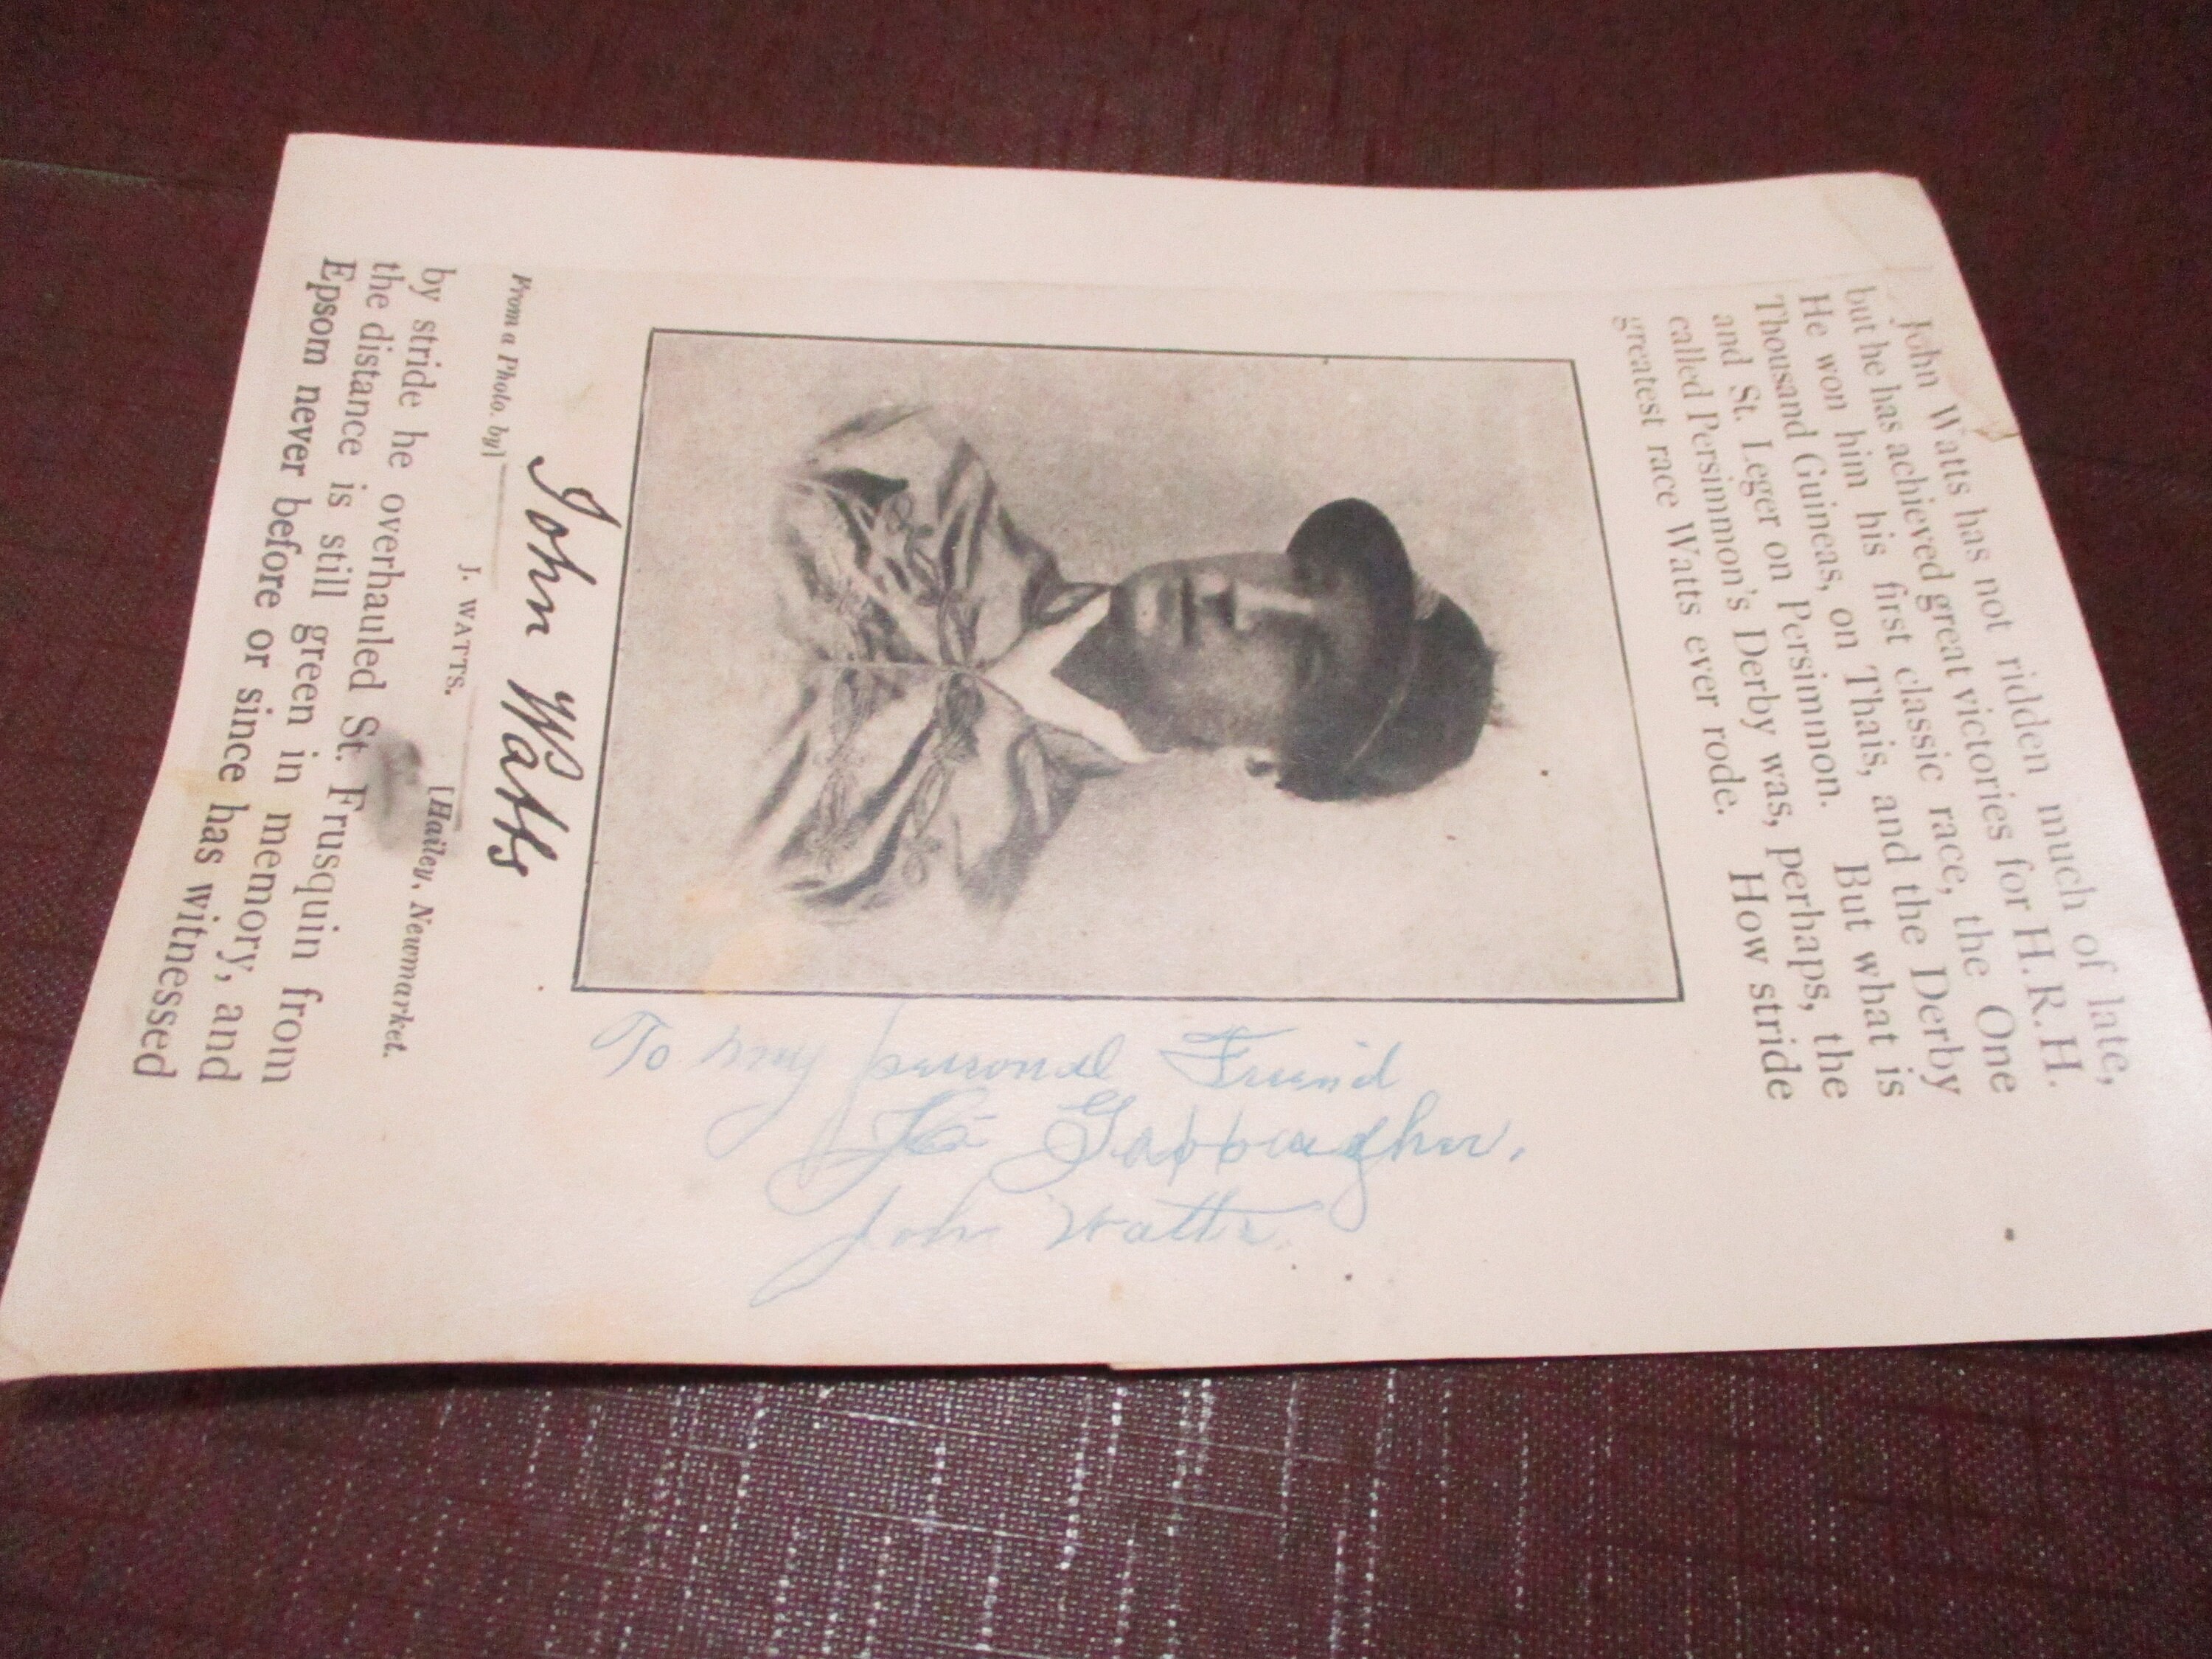 John Watts has not ridden much of late,
but he has achieved great victories for H.R.H.
He won him his first classic race, the One
Thousand Guineas, on Thais, and the Derby
and St. Leger on Persimmon. But what is
called Persimmon's Derby was, perhaps, the
greatest race Watts ever rode. How stride
John Watts
From a Photo. by]
J. WATTS.
[Hailey, Newmarket.
by stride he overhauled St. Frusquin from
the distance is still green in memory, and
Epsom never before or since has witnessed
To my personal Friend
John Watts